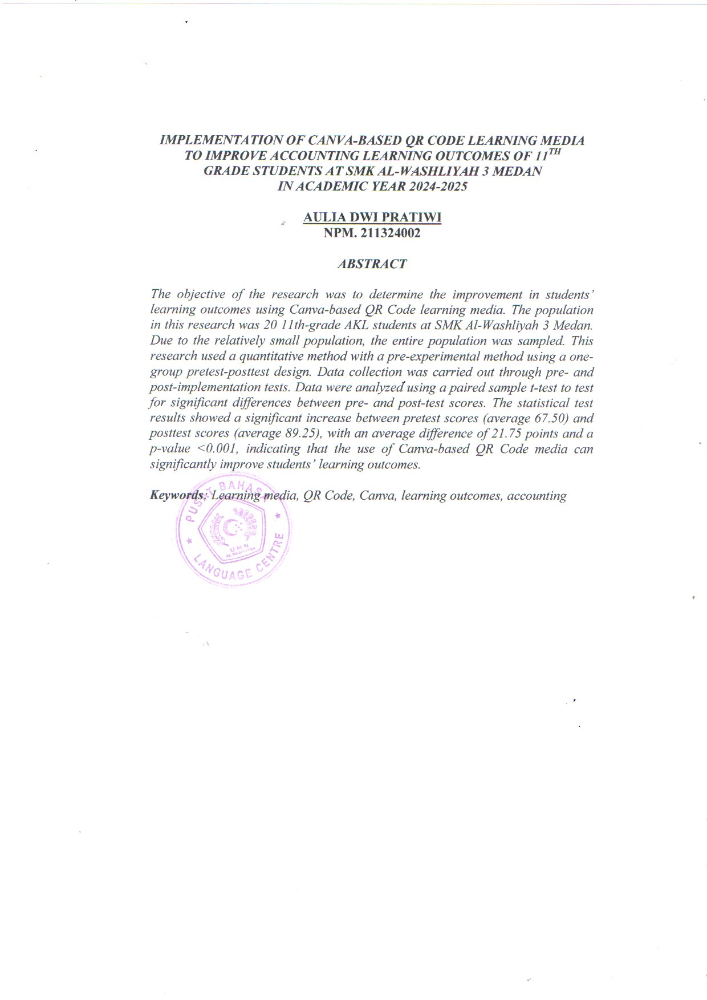 IMPLEMENTATION OF CANVA-BASED QR CODE LEARNING MEDIA
TO IMPROVE ACCOUNTING LEARNING OUTCOMES OF 11TH
GRADE STUDENTS AT SMK AL-WASHLIYAH 3 MEDAN
IN ACADEMIC YEAR 2024-2025
AULIA DWI PRATIWI
NPM. 211324002
ABSTRACT
The objective of the research was to determine the improvement in students'
learning outcomes using Canva-based QR Code learning media. The population
in this research was 20 11th-grade AKL students at SMK Al-Washliyah 3 Medan.
Due to the relatively small population, the entire population was sampled. This
research used a quantitative method with a pre-experimental method using a one-
group pretest-posttest design. Data collection was carried out through pre- and
post-implementation tests. Data were analyzed using a paired sample t-test to test
for significant differences between pre- and post-test scores. The statistical test
results showed a significant increase between pretest scores (average 67.50) and
posttest scores (average 89.25), with an average difference of 21.75 points and a
p-value <0.001, indicating that the use of Canva-based QR Code media can
significantly improve students' learning outcomes.
Keywords: Learning media, QR Code, Canva, learning outcomes, accounting
PUSAT BAHASA
UMN
AL WASHLIYAH
LANGUAGE CENTRE